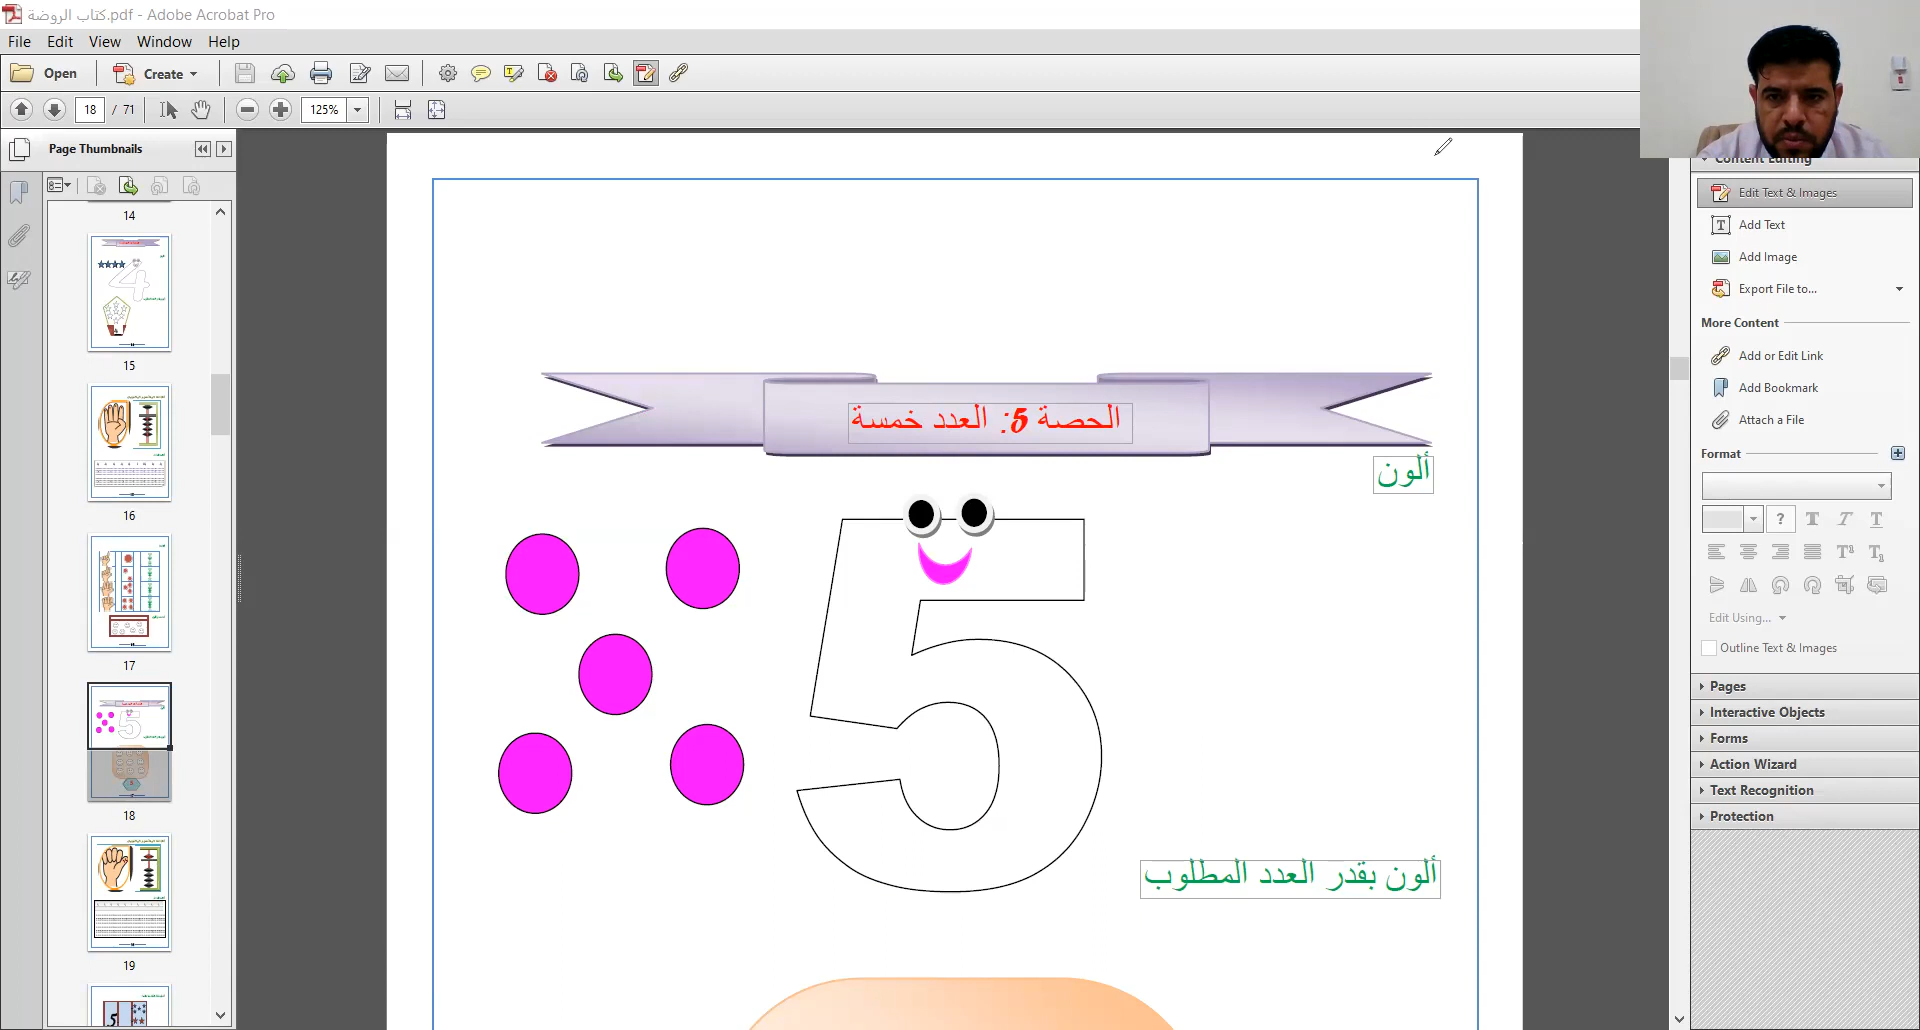 كتاب الروضة.pdf - Adobe Acrobat Pro
File Edit View Window Help
Open Create
18 / 71 125%
Page Thumbnails
14
15
16
17
18
19
الحصة 5: العدد خمسة
ألون
5
ألون بقدر العدد المطلوب
Content Editing
Edit Text & Images
Add Text
Add Image
Export File to...
More Content
Add or Edit Link
Add Bookmark
Attach a File
Format
Edit Using...
Outline Text & Images
Pages
Interactive Objects
Forms
Action Wizard
Text Recognition
Protection